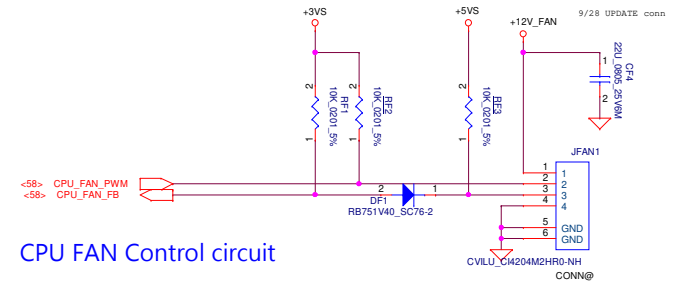 9/28 UPDATE conn
+3VS
+5VS
+12V_FAN
1
CF4
22U_0805_25V6M
2
2
RF1
10K_0201_5%
1
2
RF2
10K_0201_5%
1
2
RF3
10K_0201_5%
1
JFAN1
<58> CPU_FAN_PWM
<58> CPU_FAN_FB
2
DF1
1
RB751V40_SC76-2
1 1
2 2
3 3
4 4
5 GND
6 GND
CVILU_CI4204M2HR0-NH
CONN@
CPU FAN Control circuit